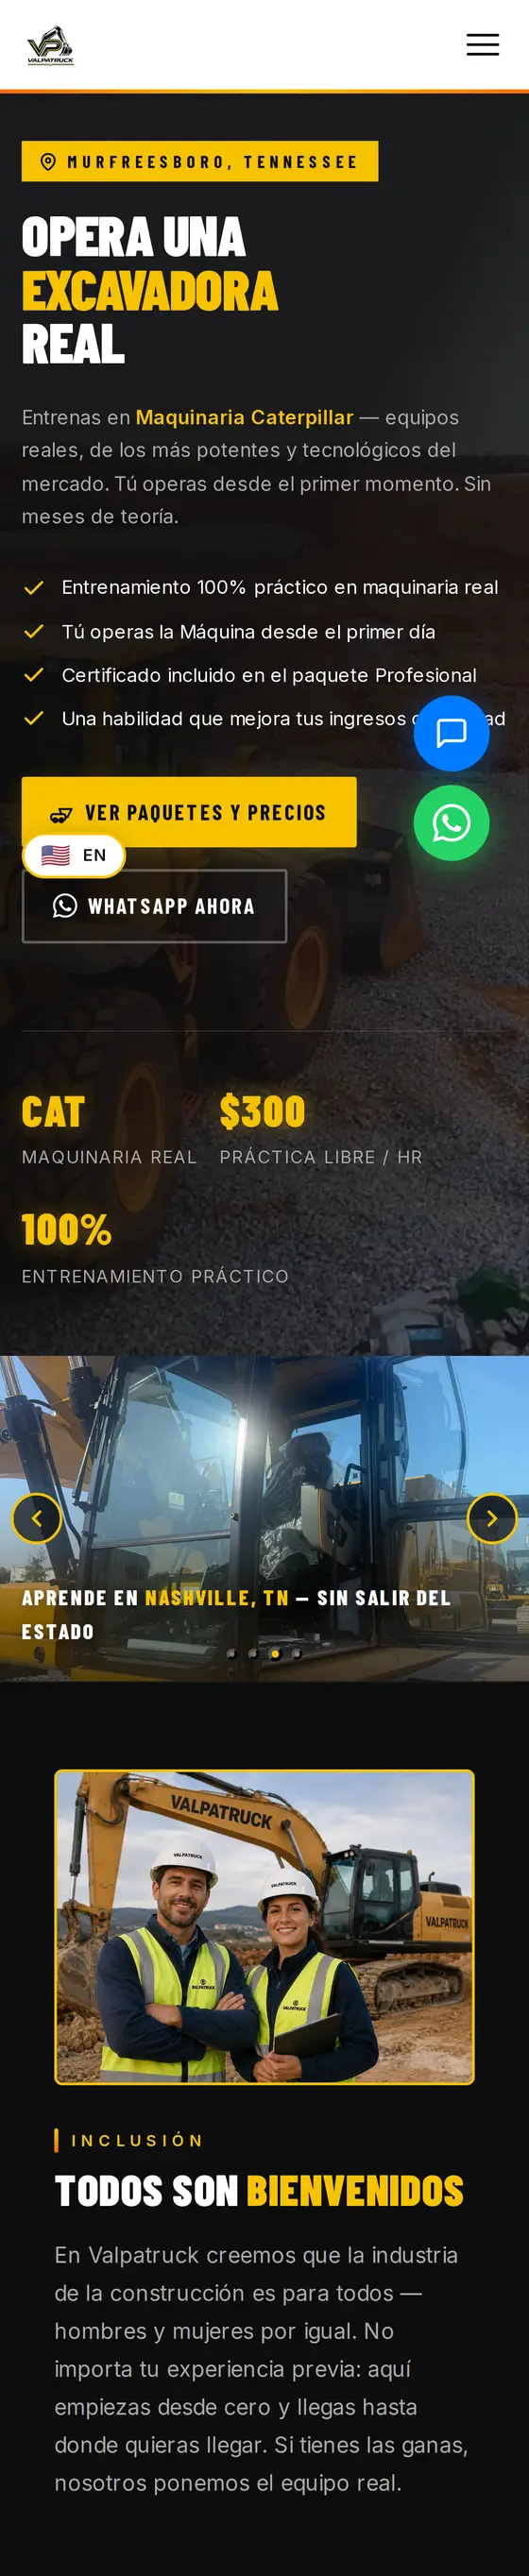 VALPATRUCK
MURFREESBORO, TENNESSEE
OPERA UNA
EXCAVADORA
REAL
Entrenas en Maquinaria Caterpillar — equipos
reales, de los más potentes y tecnológicos del
mercado. Tú operas desde el primer momento. Sin
meses de teoría.
Entrenamiento 100% práctico en maquinaria real
Tú operas la Máquina desde el primer día
Certificado incluido en el paquete Profesional
Una habilidad que mejora tus ingresos
VER PAQUETES Y PRECIOS
EN
WHATSAPP AHORA
CAT
MAQUINARIA REAL
$300
PRÁCTICA LIBRE / HR
100%
ENTRENAMIENTO PRÁCTICO
APRENDE EN NASHVILLE, TN — SIN SALIR DEL
ESTADO
VALPATRUCK
VALPATRUCK
VALPATRUCK
VALPATRUCK
VALPATRUCK
VALPATRUCK
INCLUSIÓN
TODOS SON BIENVENIDOS
En Valpatruck creemos que la industria
de la construcción es para todos —
hombres y mujeres por igual. No
importa tu experiencia previa: aquí
empiezas desde cero y llegas hasta
donde quieras llegar. Si tienes las ganas,
nosotros ponemos el equipo real.